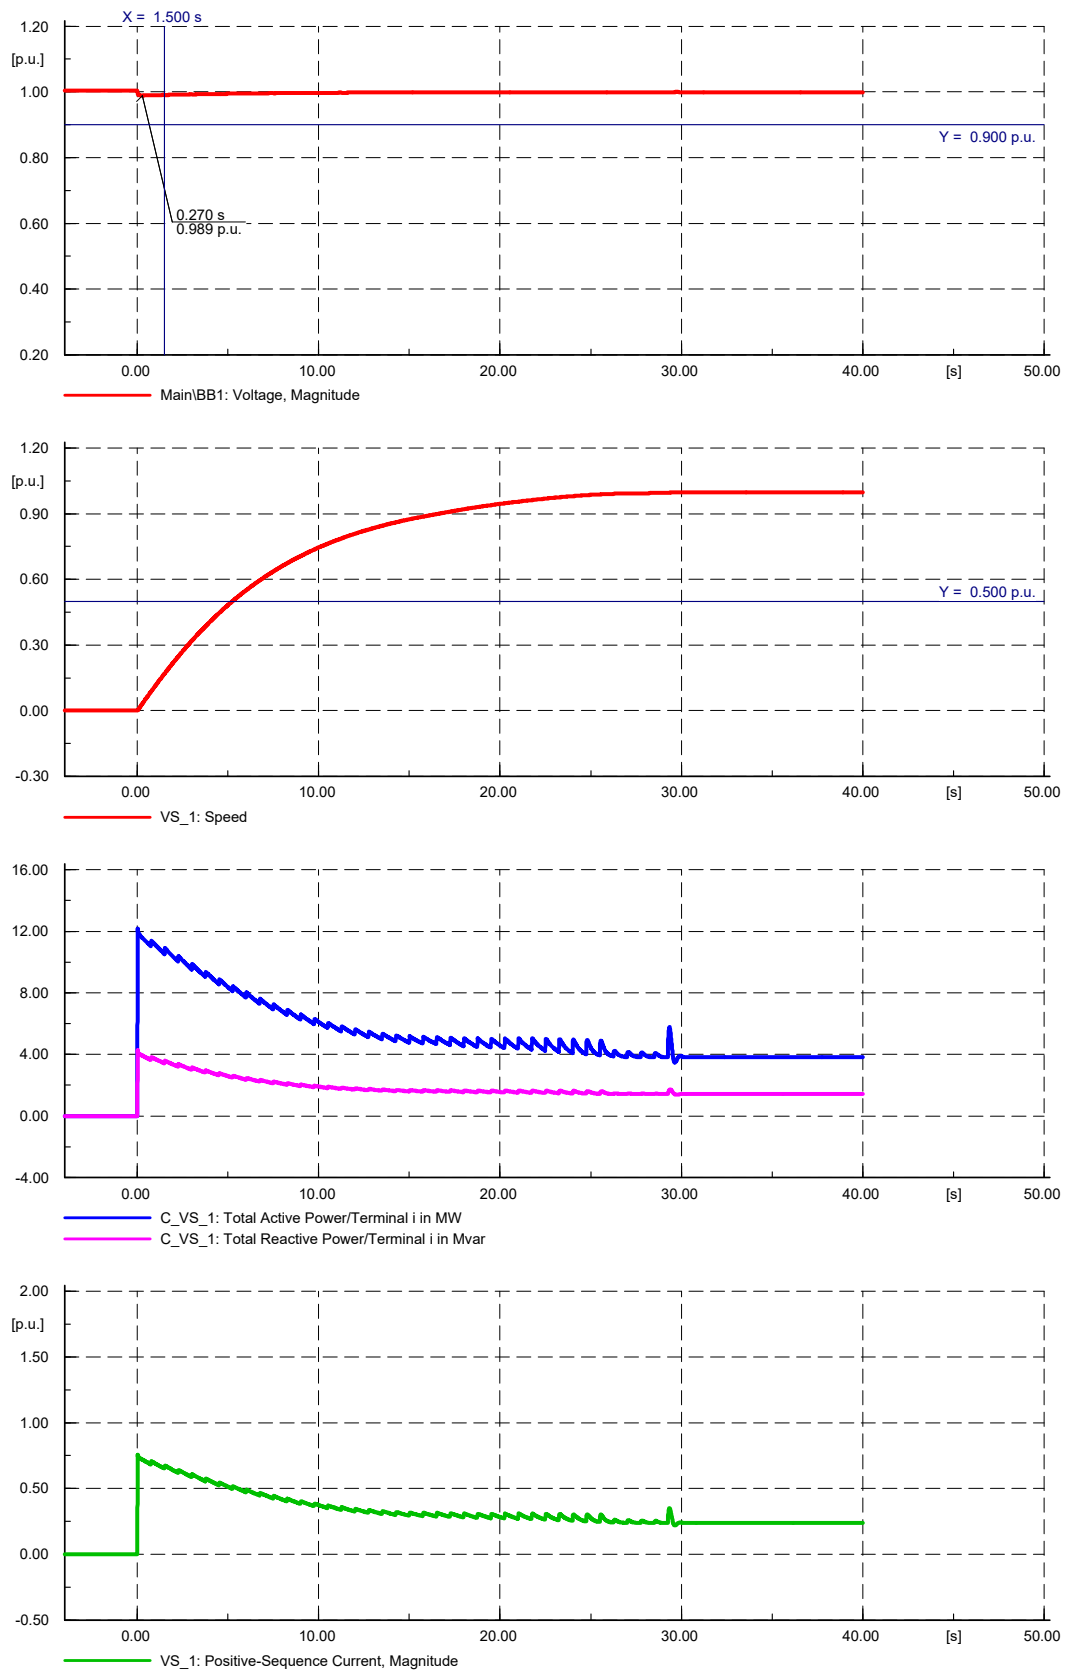 X = 1.500 s
1.20
[p.u.]
1.00
Y = 0.900 p.u.
0.80
0.270 s
0.989 p.u.
0.60
0.40
0.20
0.00 10.00 20.00 30.00 40.00 [s] 50.00
Main\BB1: Voltage, Magnitude
1.20
[p.u.]
0.90
Y = 0.500 p.u.
0.60
0.30
0.00
-0.30
0.00 10.00 20.00 30.00 40.00 [s] 50.00
VS_1: Speed
16.00
12.00
8.00
4.00
0.00
-4.00
0.00 10.00 20.00 30.00 40.00 [s] 50.00
C_VS_1: Total Active Power/Terminal i in MW
C_VS_1: Total Reactive Power/Terminal i in Mvar
2.00
[p.u.]
1.50
1.00
0.50
0.00
-0.50
0.00 10.00 20.00 30.00 40.00 [s] 50.00
VS_1: Positive-Sequence Current, Magnitude